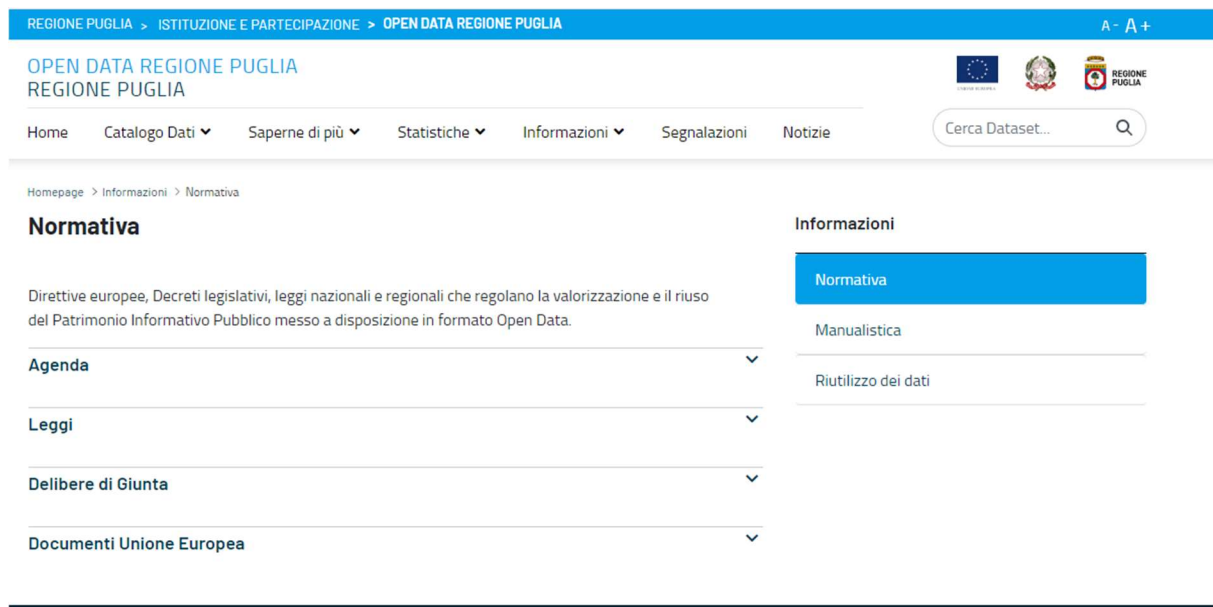 REGIONE PUGLIA > ISTITUZIONE E PARTECIPAZIONE > OPEN DATA REGIONE PUGLIA
A- A+
OPEN DATA REGIONE PUGLIA
REGIONE PUGLIA
REGIONE
PUGLIA
Home Catalogo Dati Saperne di più Statistiche Informazioni Segnalazioni Notizie
Cerca Dataset...
Homepage > Informazioni > Normativa
Normativa
Direttive europee, Decreti legislativi, leggi nazionali e regionali che regolano la valorizzazione e il riuso
del Patrimonio Informativo Pubblico messo a disposizione in formato Open Data.
Agenda
Leggi
Delibere di Giunta
Documenti Unione Europea
Informazioni
Normativa
Manualistica
Riutilizzo dei dati